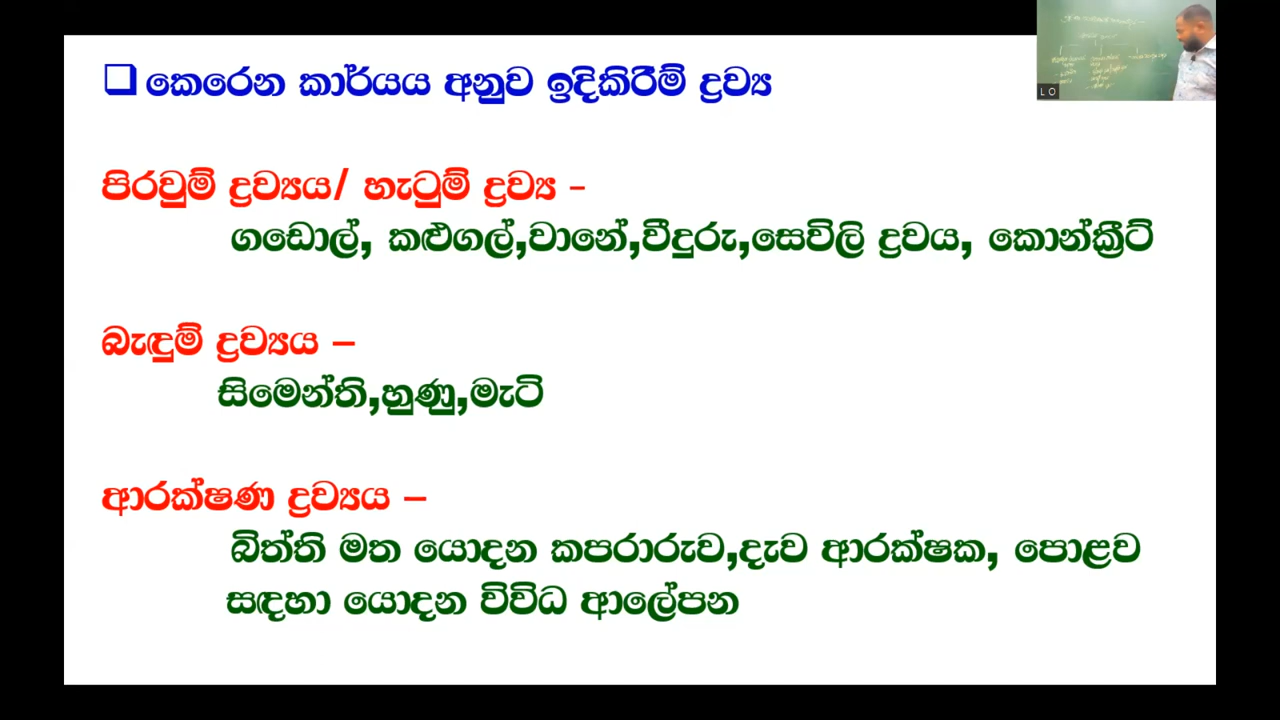 කෙරෙන කාර්යය අනුව ඉදිකිරීම් ද්‍රව්‍ය
පිරවුම් ද්‍රව්‍යය/ හැටුම් ද්‍රව්‍ය -
ගඩොල්, කළුගල්,වානේ,වීදුරු,සෙවිලි ද්‍රවය, කොන්ක්‍රීට්
බැඳුම් ද්‍රව්‍යය –
සිමෙන්ති,හුණු,මැටි
ආරක්ෂණ ද්‍රව්‍යය –
බිත්ති මත යොදන කපරාරුව,දැව ආරක්ෂක, පොළව
සඳහා යොදන විවිධ ආලේපන
L O